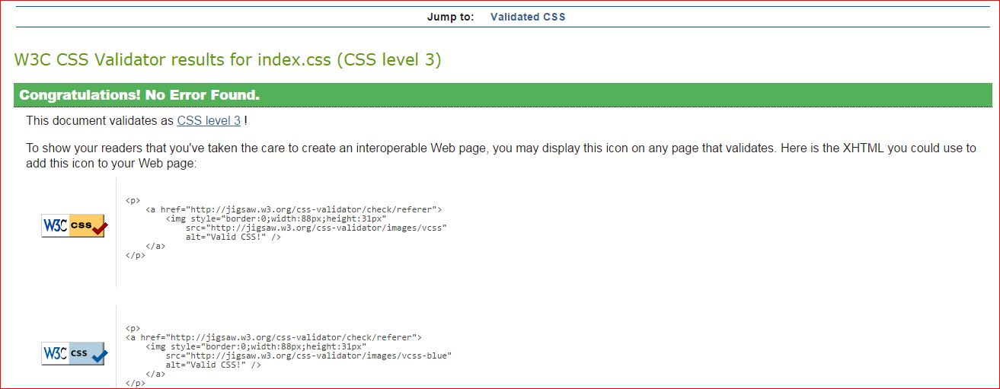 Jump to: Validated CSS
W3C CSS Validator results for index.css (CSS level 3)
Congratulations! No Error Found.
This document validates as CSS level 3 !
To show your readers that you've taken the care to create an interoperable Web page, you may display this icon on any page that validates. Here is the XHTML you could use to
add this icon to your Web page:
<p>
    <a href="http://jigsaw.w3.org/css-validator/check/referer">
        <img style="border:0;width:88px;height:31px"
            src="http://jigsaw.w3.org/css-validator/images/vcss"
            alt="Valid CSS!" />
    </a>
</p>
W3C css
<p>
<a href="http://jigsaw.w3.org/css-validator/check/referer">
    <img style="border:0;width:88px;height:31px"
        src="http://jigsaw.w3.org/css-validator/images/vcss-blue"
        alt="Valid CSS!" />
    </a>
</p>
W3C css